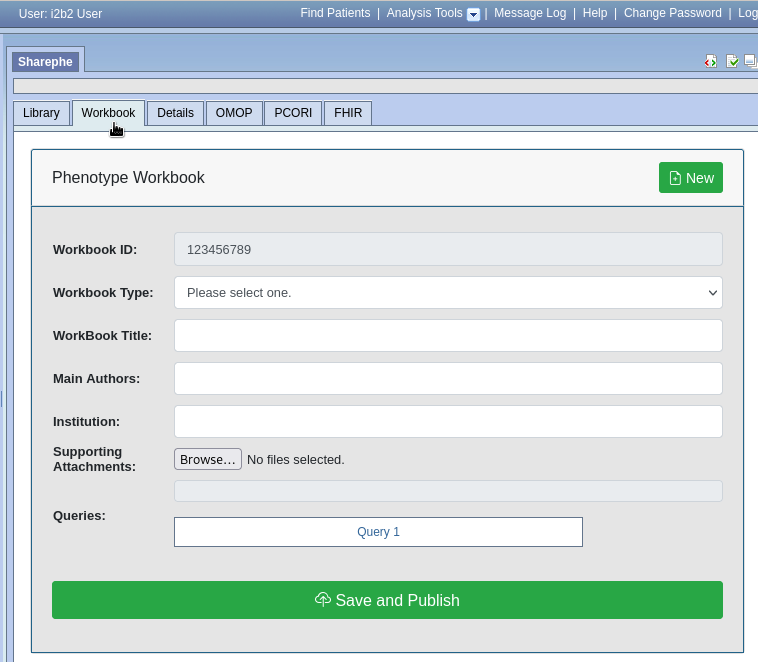 User: i2b2 User
Find Patients | Analysis Tools | Message Log | Help | Change Password | Log
Sharephe
Library Workbook Details OMOP PCORI FHIR
Phenotype Workbook
New
Workbook ID: 123456789
Workbook Type: Please select one.
WorkBook Title:
Main Authors:
Institution:
Supporting
Attachments:
Browse... No files selected.
Queries:
Query 1
Save and Publish